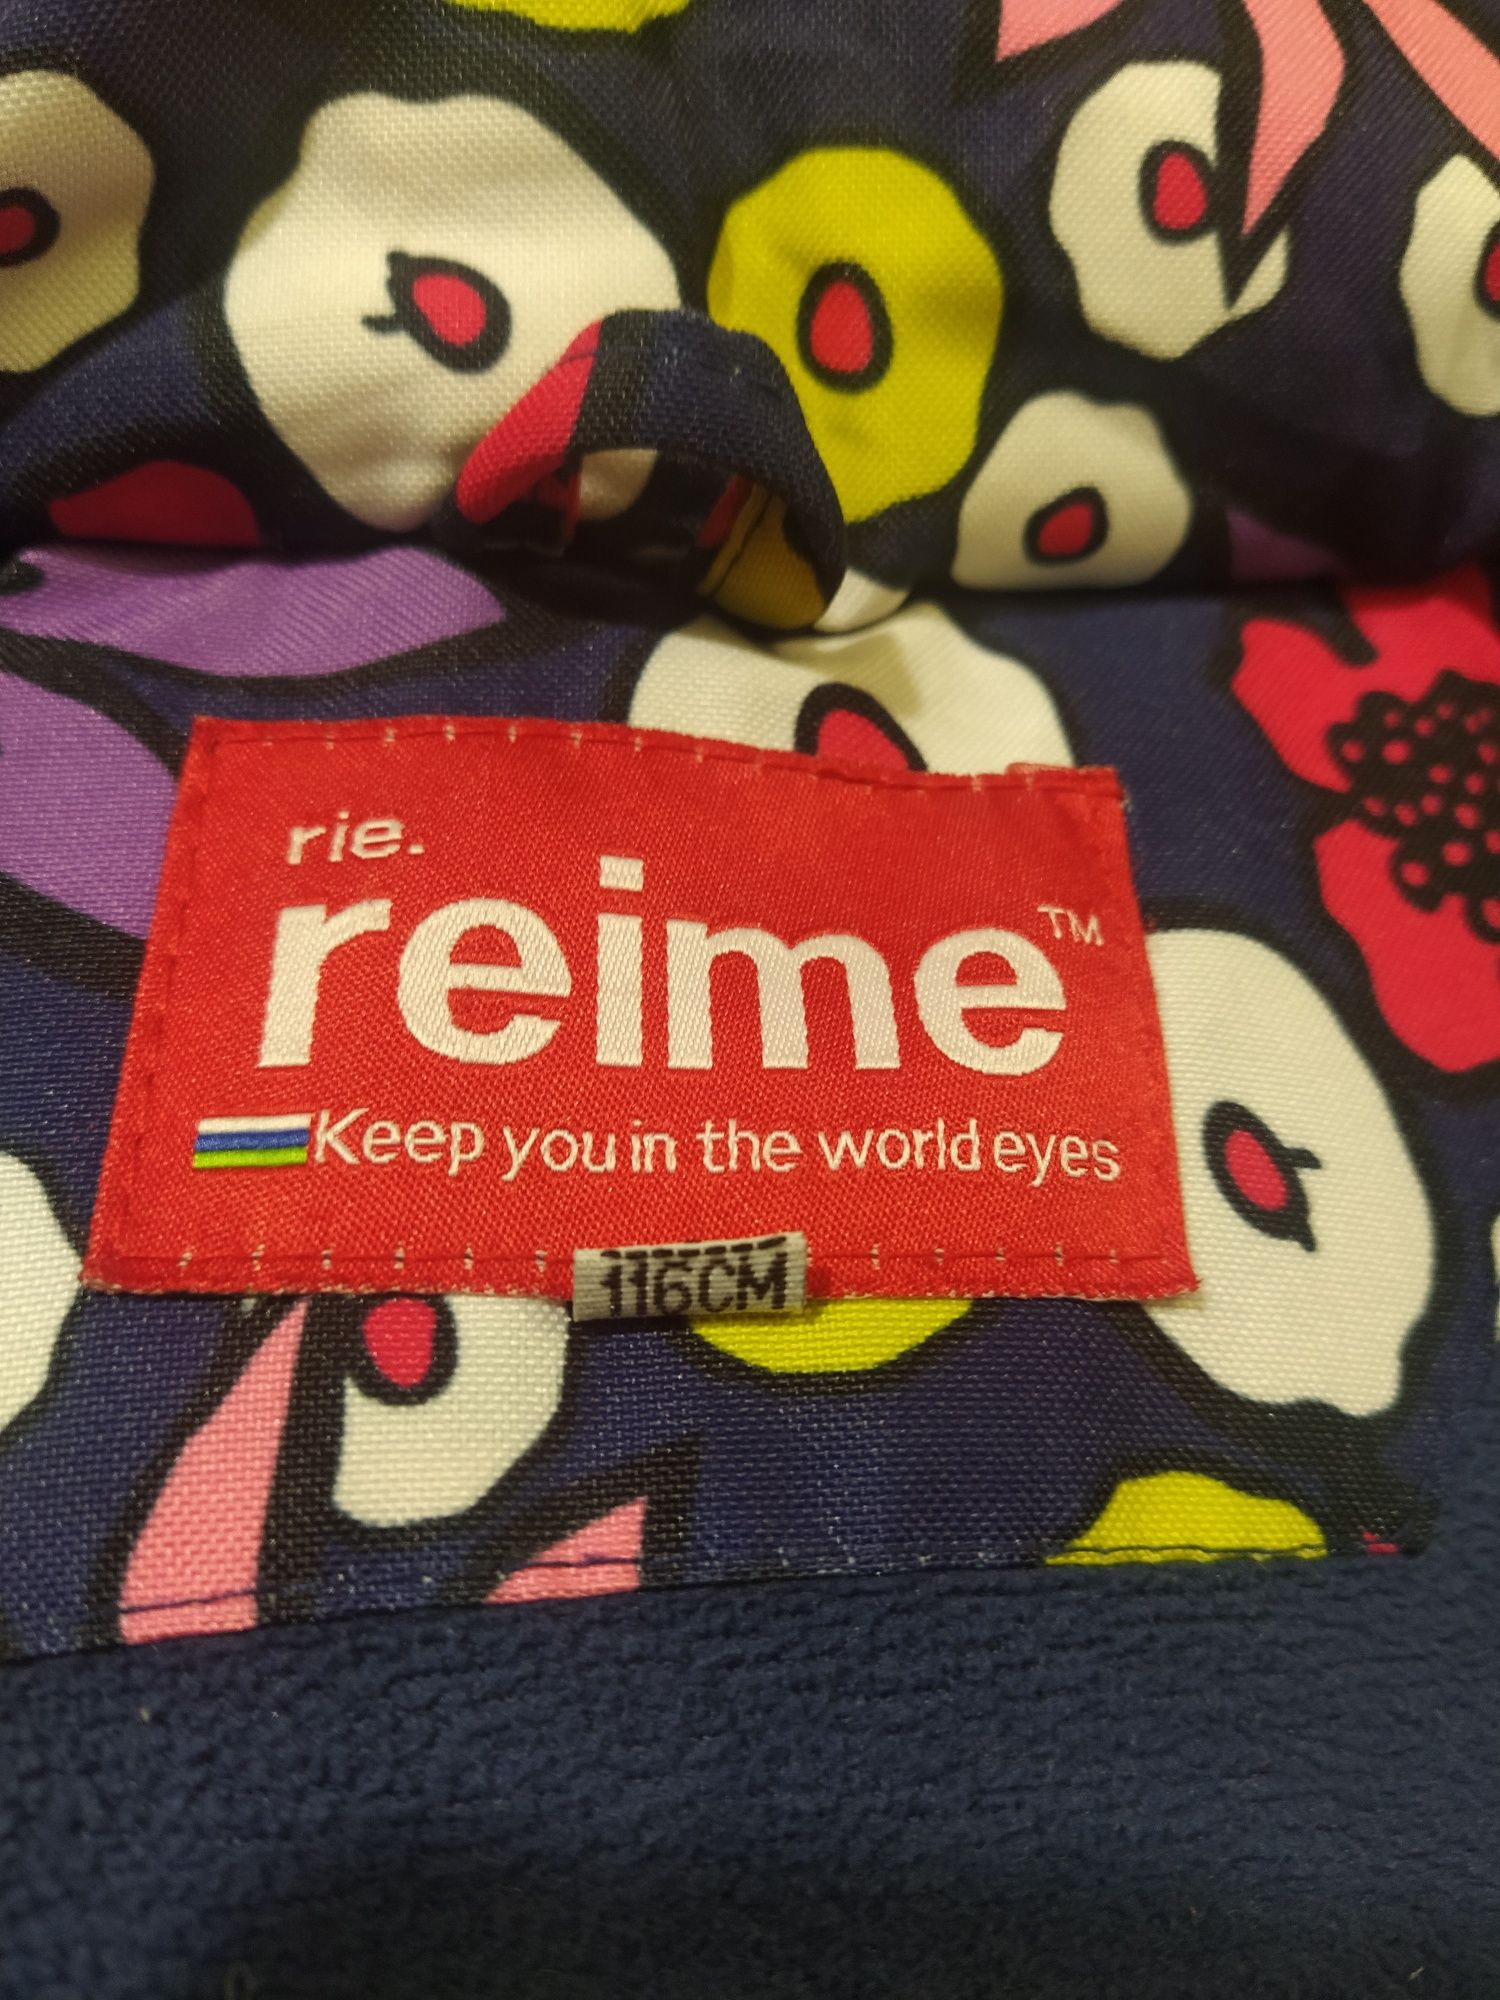 rie.
reime™
Keep you in the world eyes
116CM